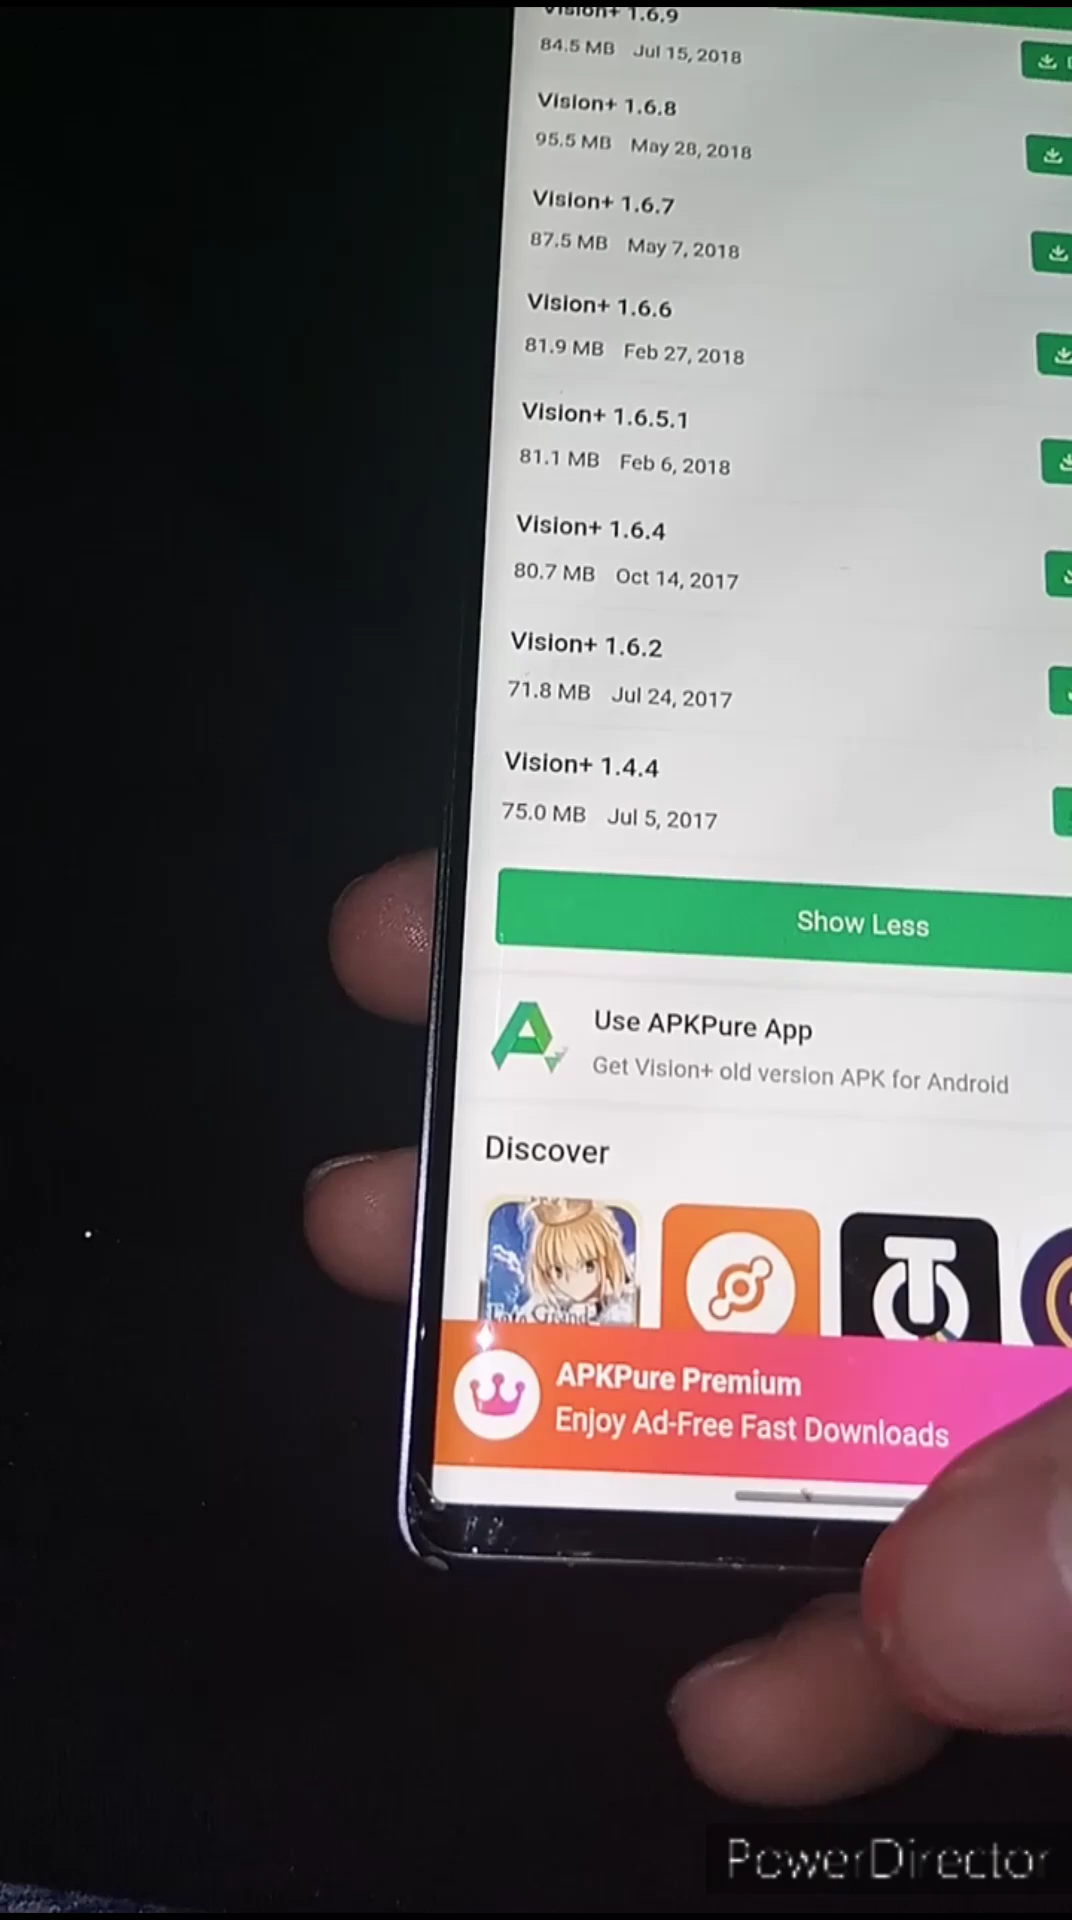 Vision+ 1.6.9
84.5 MB Jul 15, 2018
Vision+ 1.6.8
95.5 MB May 28, 2018
Vision+ 1.6.7
87.5 MB May 7, 2018
Vision+ 1.6.6
81.9 MB Feb 27, 2018
Vision+ 1.6.5.1
81.1 MB Feb 6, 2018
Vision+ 1.6.4
80.7 MB Oct 14, 2017
Vision+ 1.6.2
71.8 MB Jul 24, 2017
Vision+ 1.4.4
75.0 MB Jul 5, 2017
Show Less
Use APKPure App
Get Vision+ old version APK for Android
Discover
APKPure Premium
Enjoy Ad-Free Fast Downloads
PowerDirector